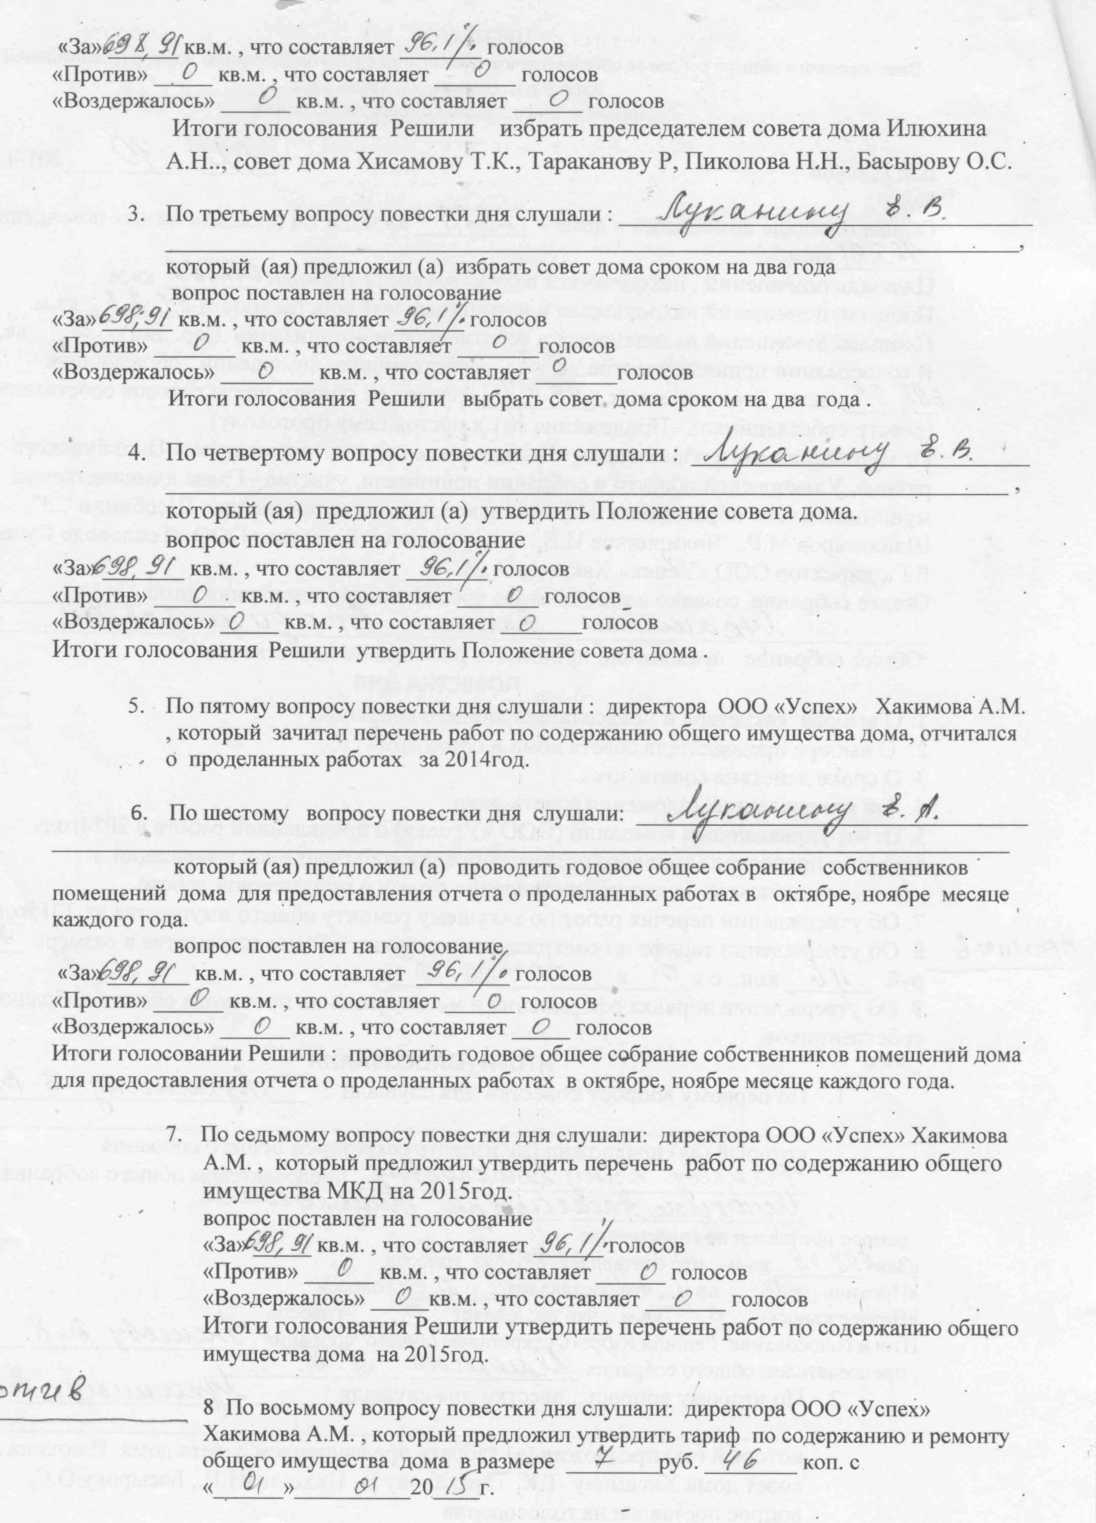 «За» 698,91 кв.м. , что составляет 96,1% голосов
«Против» 0 кв.м. , что составляет 0 голосов
«Воздержалось» 0 кв.м. , что составляет 0 голосов
Итоги голосования Решили избрать председателем совета дома Илюхина
А.Н.., совет дома Хисамову Т.К., Тараканову Р, Пиколова Н.Н., Басырову О.С.
3. По третьему вопросу повестки дня слушали : Луканину Е. В.
,
который (ая) предложил (а) избрать совет дома сроком на два года
вопрос поставлен на голосование
«За» 698,91 кв.м. , что составляет 96,1% голосов
«Против» 0 кв.м. , что составляет 0 голосов
«Воздержалось» 0 кв.м. , что составляет 0 голосов
Итоги голосования Решили выбрать совет дома сроком на два года .
4. По четвертому вопросу повестки дня слушали : Луканину Е. В.
,
который (ая) предложил (а) утвердить Положение совета дома.
вопрос поставлен на голосование
«За» 698,91 кв.м. , что составляет 96,1% голосов
«Против» 0 кв.м. , что составляет 0 голосов
«Воздержалось» 0 кв.м. , что составляет 0 голосов
Итоги голосования Решили утвердить Положение совета дома .
5. По пятому вопросу повестки дня слушали : директора ООО «Успех» Хакимова А.М.
, который зачитал перечень работ по содержанию общего имущества дома, отчитался
о проделанных работах за 2014год.
6. По шестому вопросу повестки дня слушали: Луканину Е. А.
который (ая) предложил (а) проводить годовое общее собрание собственников
помещений дома для предоставления отчета о проделанных работах в октябре, ноябре месяце
каждого года.
вопрос поставлен на голосование
«За» 698,91 кв.м. , что составляет 96,1% голосов
«Против» 0 кв.м. , что составляет 0 голосов
«Воздержалось» 0 кв.м. , что составляет 0 голосов
Итоги голосовании Решили : проводить годовое общее собрание собственников помещений дома
для предоставления отчета о проделанных работах в октябре, ноябре месяце каждого года.
7. По седьмому вопросу повестки дня слушали: директора ООО «Успех» Хакимова
А.М. , который предложил утвердить перечень работ по содержанию общего
имущества МКД на 2015год.
вопрос поставлен на голосование
«За» 698,91 кв.м. , что составляет 96,1% голосов
«Против» 0 кв.м. , что составляет 0 голосов
«Воздержалось» 0 кв.м. , что составляет 0 голосов
Итоги голосования Решили утвердить перечень работ по содержанию общего
имущества дома на 2015год.
отив
8 По восьмому вопросу повестки дня слушали: директора ООО «Успех»
Хакимова А.М. , который предложил утвердить тариф по содержанию и ремонту
общего имущества дома в размере 7 руб. 46 коп. с
« 01 » 01 20 15 г.